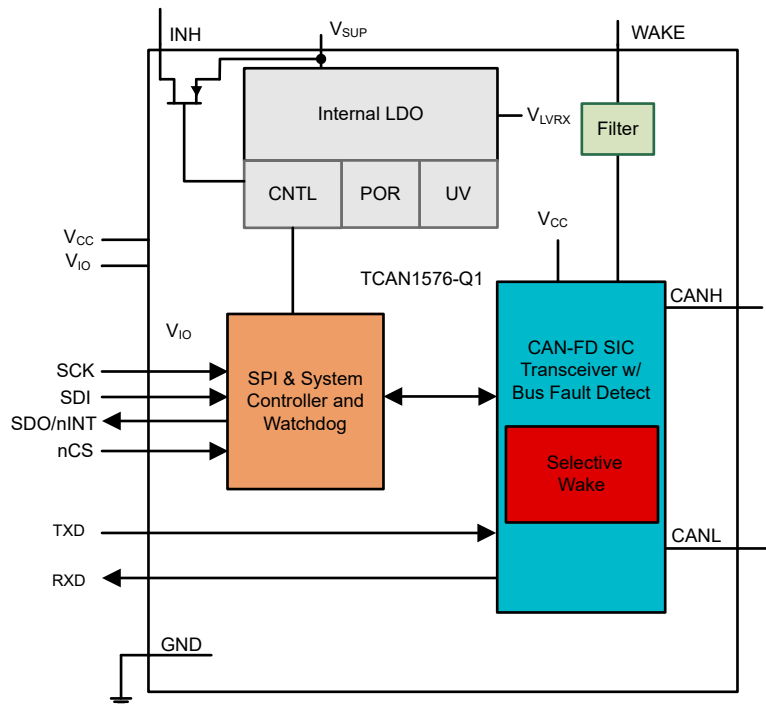 INH
VSUP
WAKE
Internal LDO
VLVRX
Filter
CNTL
POR
UV
VCC
VIO
VCC
TCAN1576-Q1
CANH
VIO
SCK
SDI
SDO/nINT
nCS
SPI & System
Controller and
Watchdog
CAN-FD SIC
Transceiver w/
Bus Fault Detect
Selective
Wake
TXD
CANL
RXD
GND